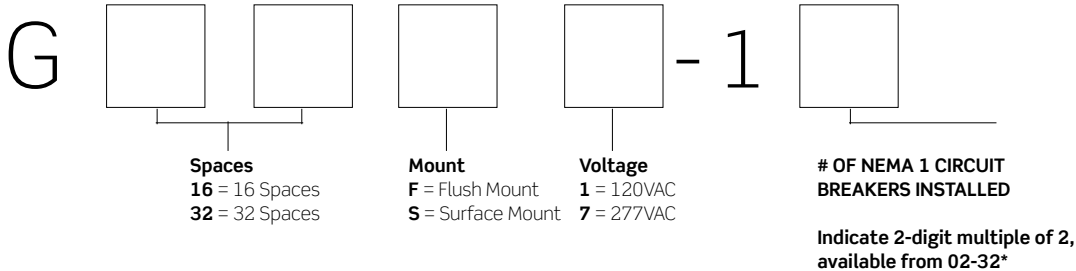 G - 1
Spaces
16 = 16 Spaces
32 = 32 Spaces
Mount
F = Flush Mount
S = Surface Mount
Voltage
1 = 120VAC
7 = 277VAC
# OF NEMA 1 CIRCUIT
BREAKERS INSTALLED
Indicate 2-digit multiple of 2,
available from 02-32*